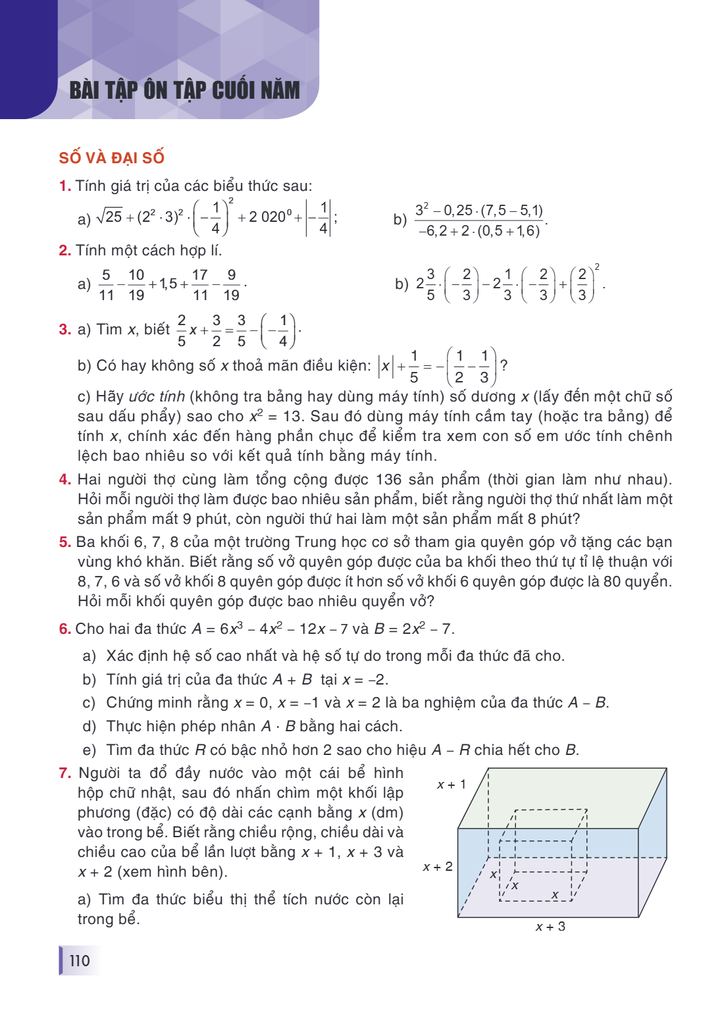 BÀI TẬP ÔN TẬP CUỐI NĂM
SỐ VÀ ĐẠI SỐ
1. Tính giá trị của các biểu thức sau:
a) √25 + (2² · 3)² · (−1/4)² + 2 020⁰ + |−1/4|;
b) (3² − 0,25 · (7,5 − 5,1))/(−6,2 + 2 · (0,5 + 1,6)).
2. Tính một cách hợp lí.
a) 5/11 − 10/19 + 1,5 + 17/11 − 9/19 ·
b) 2 3/5 · (−2/3) − 2 1/3 · (−2/3) + (2/3)².
3. a) Tìm x, biết 2/5 x + 3/2 = 3/5 − (−1/4)·
b) Có hay không số x thoả mãn điều kiện: |x| + 1/5 = −(1/2 − 1/3)?
c) Hãy ước tính (không tra bảng hay dùng máy tính) số dương x (lấy đến một chữ số
sau dấu phẩy) sao cho x² = 13. Sau đó dùng máy tính cầm tay (hoặc tra bảng) để
tính x, chính xác đến hàng phần chục để kiểm tra xem con số em ước tính chênh
lệch bao nhiêu so với kết quả tính bằng máy tính.
4. Hai người thợ cùng làm tổng cộng được 136 sản phẩm (thời gian làm như nhau).
Hỏi mỗi người thợ làm được bao nhiêu sản phẩm, biết rằng người thợ thứ nhất làm một
sản phẩm mất 9 phút, còn người thứ hai làm một sản phẩm mất 8 phút?
5. Ba khối 6, 7, 8 của một trường Trung học cơ sở tham gia quyên góp vở tặng các bạn
vùng khó khăn. Biết rằng số vở quyên góp được của ba khối theo thứ tự tỉ lệ thuận với
8, 7, 6 và số vở khối 8 quyên góp được ít hơn số vở khối 6 quyên góp được là 80 quyển.
Hỏi mỗi khối quyên góp được bao nhiêu quyển vở?
6. Cho hai đa thức A = 6x³ − 4x² − 12x − 7 và B = 2x² − 7.
a) Xác định hệ số cao nhất và hệ số tự do trong mỗi đa thức đã cho.
b) Tính giá trị của đa thức A + B tại x = −2.
c) Chứng minh rằng x = 0, x = −1 và x = 2 là ba nghiệm của đa thức A − B.
d) Thực hiện phép nhân A · B bằng hai cách.
e) Tìm đa thức R có bậc nhỏ hơn 2 sao cho hiệu A − R chia hết cho B.
7. Người ta đổ đầy nước vào một cái bể hình
hộp chữ nhật, sau đó nhấn chìm một khối lập
phương (đặc) có độ dài các cạnh bằng x (dm)
vào trong bể. Biết rằng chiều rộng, chiều dài và
chiều cao của bể lần lượt bằng x + 1, x + 3 và
x + 2 (xem hình bên).
a) Tìm đa thức biểu thị thể tích nước còn lại
trong bể.
x + 1
x + 2
x
x
x
x + 3
110